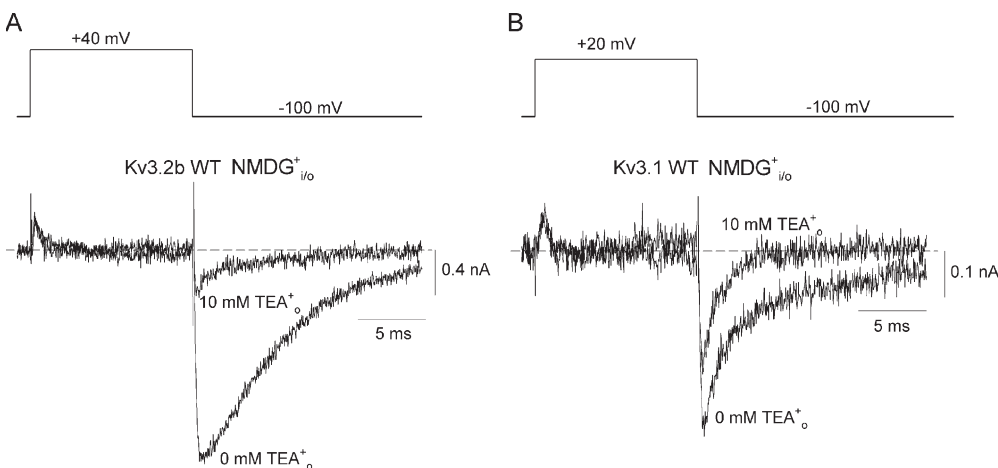 A
+40 mV
-100 mV
Kv3.2b WT NMDG+i/o
10 mM TEA+o
0.4 nA
5 ms
0 mM TEA+o
B
+20 mV
-100 mV
Kv3.1 WT NMDG+i/o
10 mM TEA+o
0.1 nA
5 ms
0 mM TEA+o